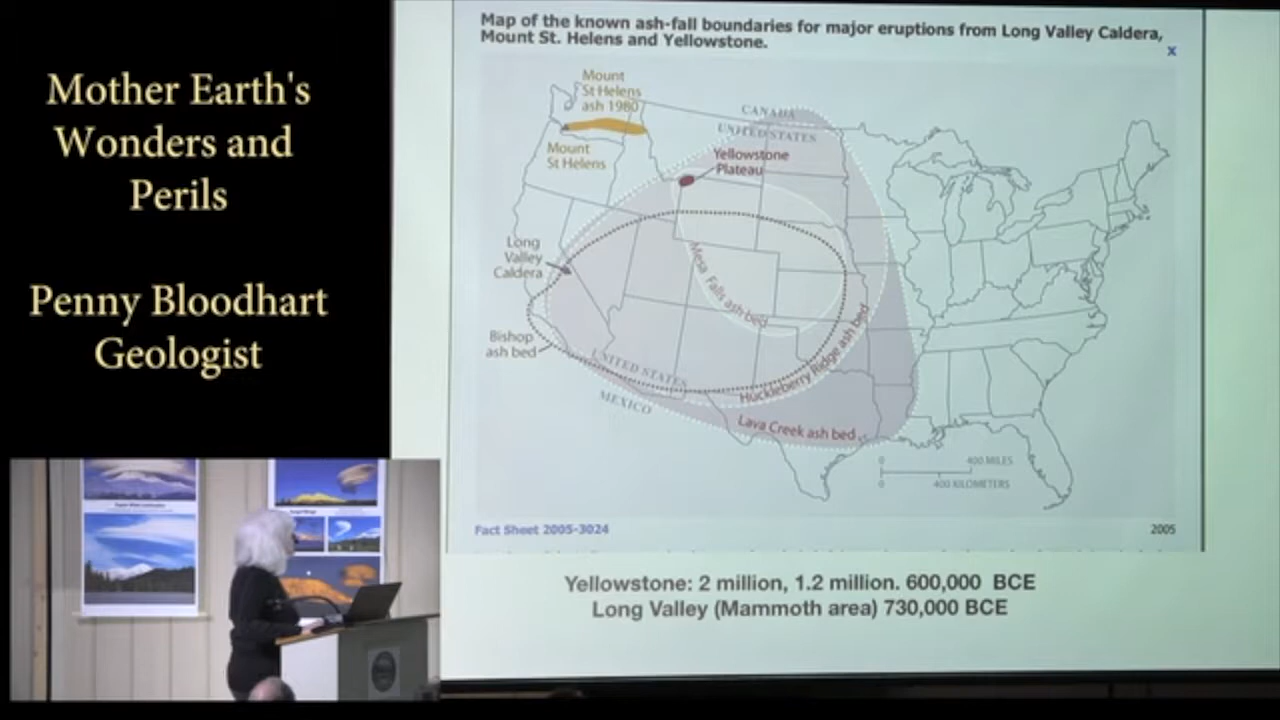 Mother Earth's
Wonders and
Perils
Penny Bloodhart
Geologist
Map of the known ash-fall boundaries for major eruptions from Long Valley Caldera,
Mount St. Helens and Yellowstone.
x
Mount
St Helens
ash 1980
Mount
St Helens
CANADA
UNITED STATES
Yellowstone
Plateau
Long
Valley
Caldera
Mesa Falls ash bed
Bishop
ash bed
UNITED STATES
MEXICO
Huckleberry Ridge ash bed
Lava Creek ash bed
0
400 MILES
0
400 KILOMETERS
Fact Sheet 2005-3024
2005
Yellowstone: 2 million, 1.2 million. 600,000 BCE
Long Valley (Mammoth area) 730,000 BCE